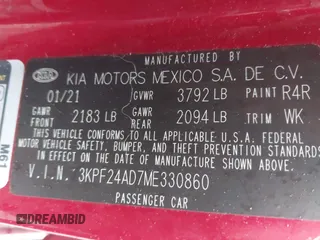 MANUFACTURED BY
KIA MOTORS MEXICO S.A. DE C.V.
01/21 GVWR 3792 LB PAINT R4R
GAWR FRONT 2183 LB GAWR REAR 2094 LB TRIM WK
THIS VEHICLE CONFORMS TO ALL APPLICABLE U.S.A. FEDERAL
MOTOR VEHICLE SAFETY, BUMPER, AND THEFT PREVENTION
STANDARDS IN EFFECT ON THE DATE OF MANUFACTURE SHOWN ABOVE.
V.I.N. 3KPF24AD7ME330860
PASSENGER CAR
M61
DREAMBID